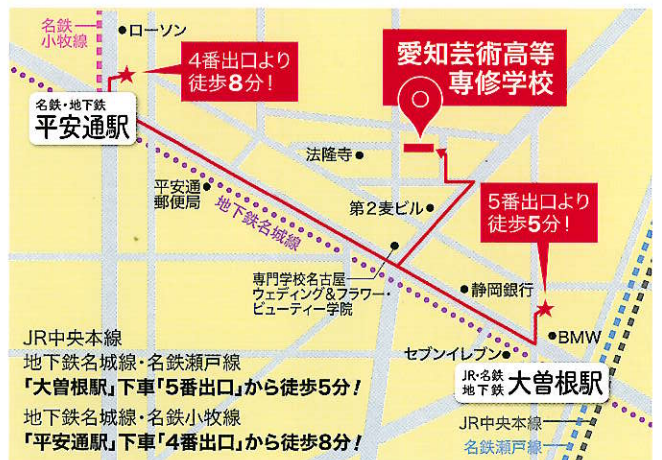 名鉄
小牧線
ローソン
4番出口より
徒歩8分！
愛知芸術高等
専修学校
名鉄・地下鉄
平安通駅
法隆寺
平安通
郵便局
地下鉄名城線
第2麦ビル
5番出口より
徒歩5分！
専門学校名古屋
ウェディング&フラワー・
ビューティー学院
静岡銀行
BMW
セブンイレブン
JR・名鉄
地下鉄
大曽根駅
JR中央本線
名鉄瀬戸線
JR中央本線
地下鉄名城線・名鉄瀬戸線
「大曽根駅」下車「5番出口」から徒歩5分！
地下鉄名城線・名鉄小牧線
「平安通駅」下車「4番出口」から徒歩8分！